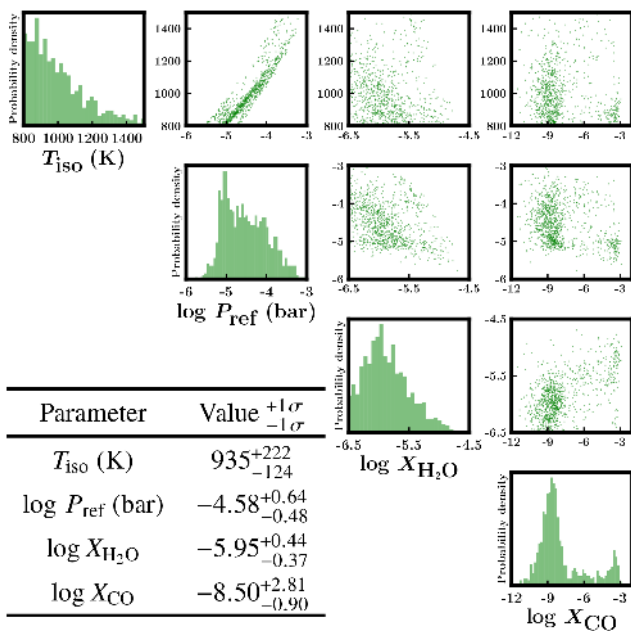 Probability density
800 1000 1200 1400
T_iso (K)
1400
1200
1000
800
-6 -5 -4 -3
1400
1200
1000
800
-6.5 -5.5 -4.5
1400
1200
1000
800
-12 -9 -6 -3
Probability density
-6 -5 -4 -3
log P_ref (bar)
-3
-4
-5
-6
-6.5 -5.5 -4.5
-3
-4
-5
-6
-12 -9 -6 -3
Probability density
-6.5 -5.5 -4.5
log X_H₂O
-4.5
-5.5
-6.5
-12 -9 -6 -3
Probability density
-12 -9 -6 -3
log X_CO
Parameter Value +1σ −1σ
T_iso (K) 935 +222 −124
log P_ref (bar) −4.58 +0.64 −0.48
log X_H₂O −5.95 +0.44 −0.37
log X_CO −8.50 +2.81 −0.90